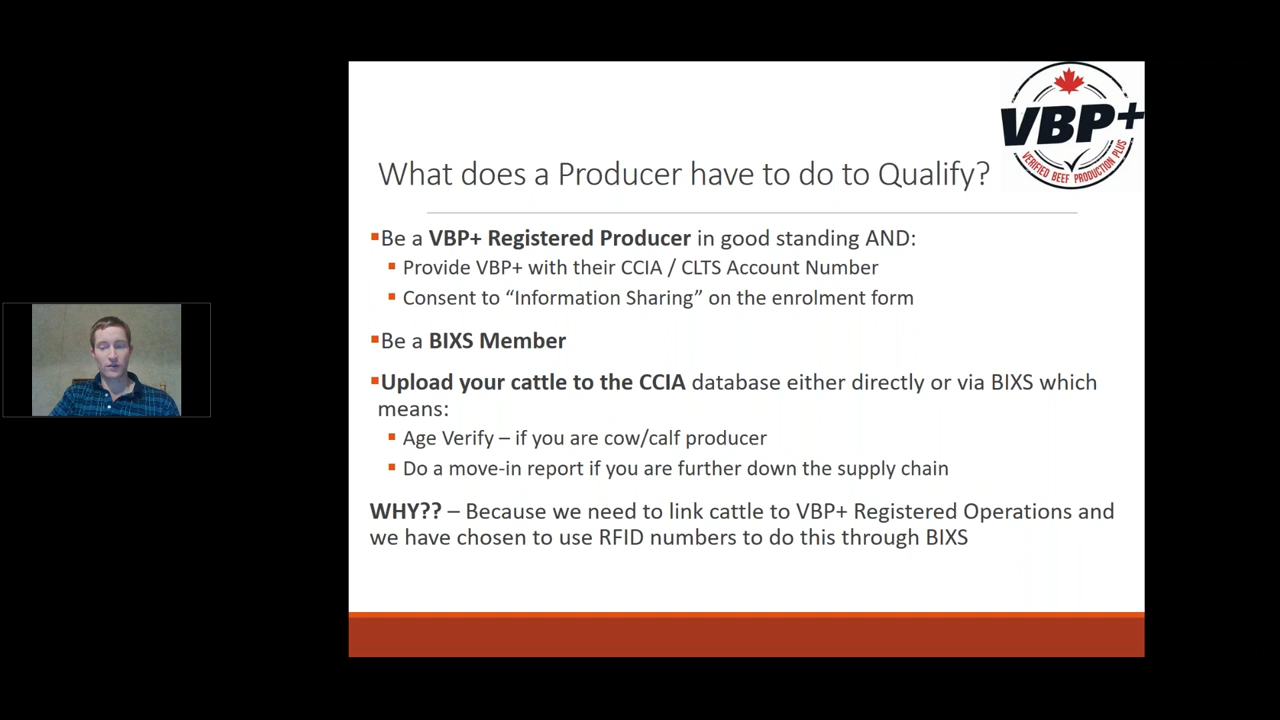 VBP+
VERIFIED BEEF PRODUCTION PLUS
What does a Producer have to do to Qualify?
▪Be a VBP+ Registered Producer in good standing AND:
▪ Provide VBP+ with their CCIA / CLTS Account Number
▪ Consent to “Information Sharing” on the enrolment form
▪Be a BIXS Member
▪Upload your cattle to the CCIA database either directly or via BIXS which
means:
▪ Age Verify – if you are cow/calf producer
▪ Do a move-in report if you are further down the supply chain
WHY?? – Because we need to link cattle to VBP+ Registered Operations and
we have chosen to use RFID numbers to do this through BIXS